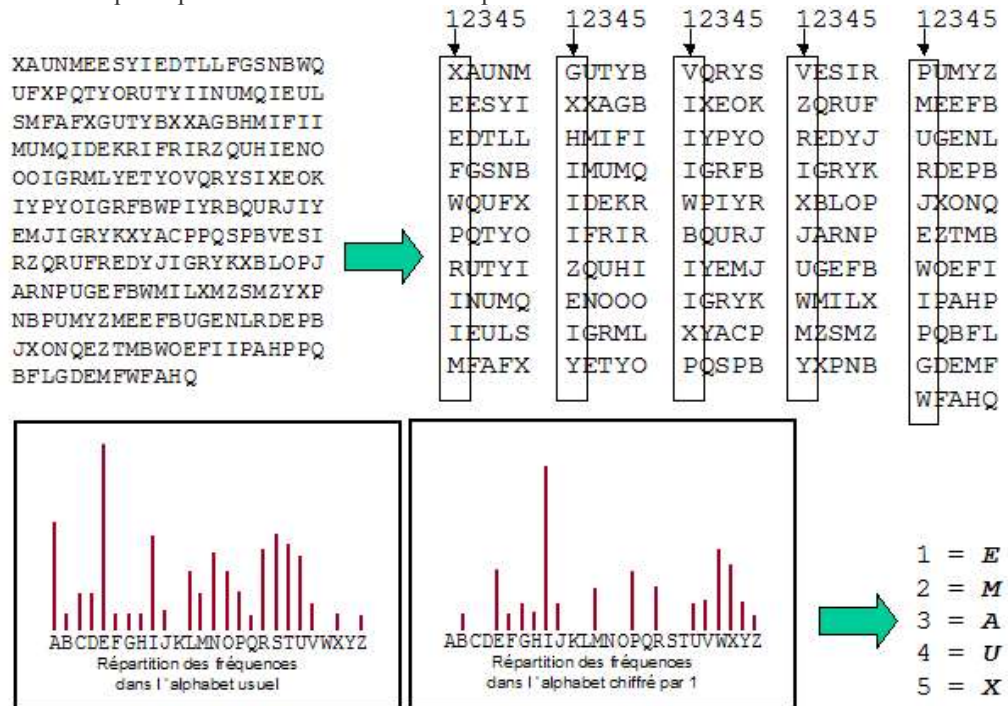 XAUNMEESYIEDTLLFGSNBWQ
UFXPQTYORUTYIINUMQIEUL
SMFAFXGUTYBXXAGBHMIFII
MUMQIDEKRIFRIRZQUHIENO
OOIGRMLYETYOVQRYSIXEOK
IYPYOIGRFBWPIYRBQURJIY
EMJIGRYKXYACPPQSPBVESI
RZQRUFREDYJIGRYKXBLOPJ
ARNPUGEFBWMILXMZSMZYXP
NBPUMYZMEEFBUGENLRDEPB
JXONQEZTMBWOEFIIPAHPPQ
BFLGDEMFWFAHQ
12345 12345 12345 12345 12345
XAUNM GUTYB VQRYS VESIR PUMYZ
EESYI XXAGB IXEOK ZQRUF MEEFB
EDTLL HMIFI IYPYO REDYJ UGENL
FGSNB IMUMQ IGRFB IGRYK RDEPB
WQUFX IDEKR WPIYR XBLOP JXONQ
PQTYO IFRIR BQURJ JARNP EZTMB
RUTYI ZQUHI IYEMJ UGEFB WOEFI
INUMQ ENOOO IGRYK WMILX IPAHP
IEULS IGRML XYACP MZSMZ PQBFL
MFAFX YETYO PQSPB YXPNB GDEMF
WFAHQ
ABCDEFGHIJKLMNOPQRSTUVWXYZ
Répartition des fréquences
dans l'alphabet usuel
ABCDEFGHIJKLMNOPQRSTUVWXYZ
Répartition des fréquences
dans l'alphabet chiffré par 1
1 = E
2 = M
3 = A
4 = U
5 = X